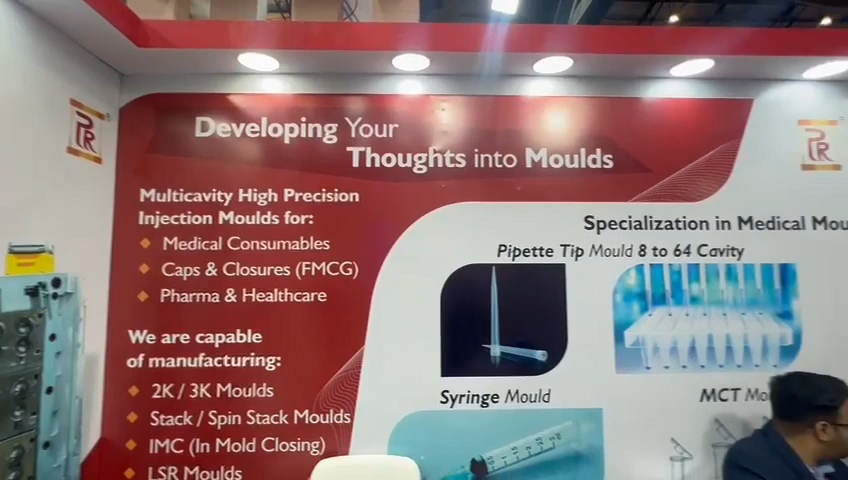 Developing Your
Thoughts into Moulds
PR
PR
Multicavity High Precision
Injection Moulds for:
Medical Consumables
Caps & Closures (FMCG)
Pharma & Healthcare
We are capable
of manufacturing:
2K / 3K Moulds
Stack / Spin Stack Moulds
IMC (In Mold Closing)
LSR Moulds
Specialization in Medical Mou
Pipette Tip Mould 8 to 64 Cavity
Syringe Mould
MCT Mo